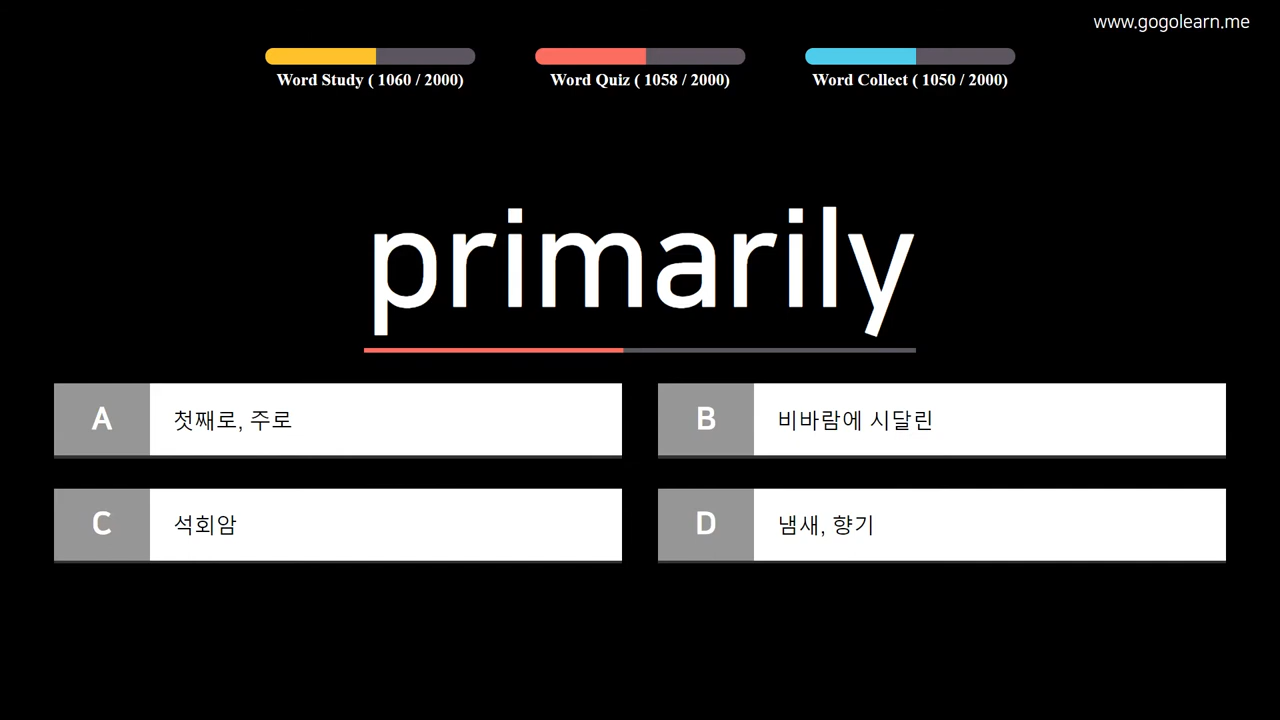 www.gogolearn.me
Word Study ( 1060 / 2000)
Word Quiz ( 1058 / 2000)
Word Collect ( 1050 / 2000)
primarily
A 첫째로, 주로
B 비바람에 시달린
C 석회암
D 냄새, 향기